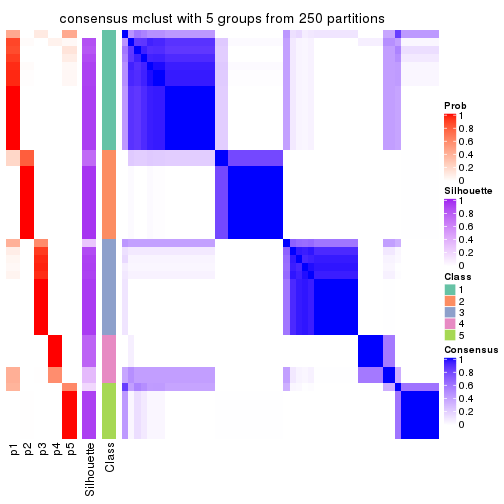 consensus mclust with 5 groups from 250 partitions
Prob
1
0.8
0.6
0.4
0.2
0
Silhouette
1
0.8
0.6
0.4
0.2
0
Class
1
2
3
4
5
Consensus
1
0.8
0.6
0.4
0.2
0
p1
p2
p3
p4
p5
Silhouette
Class